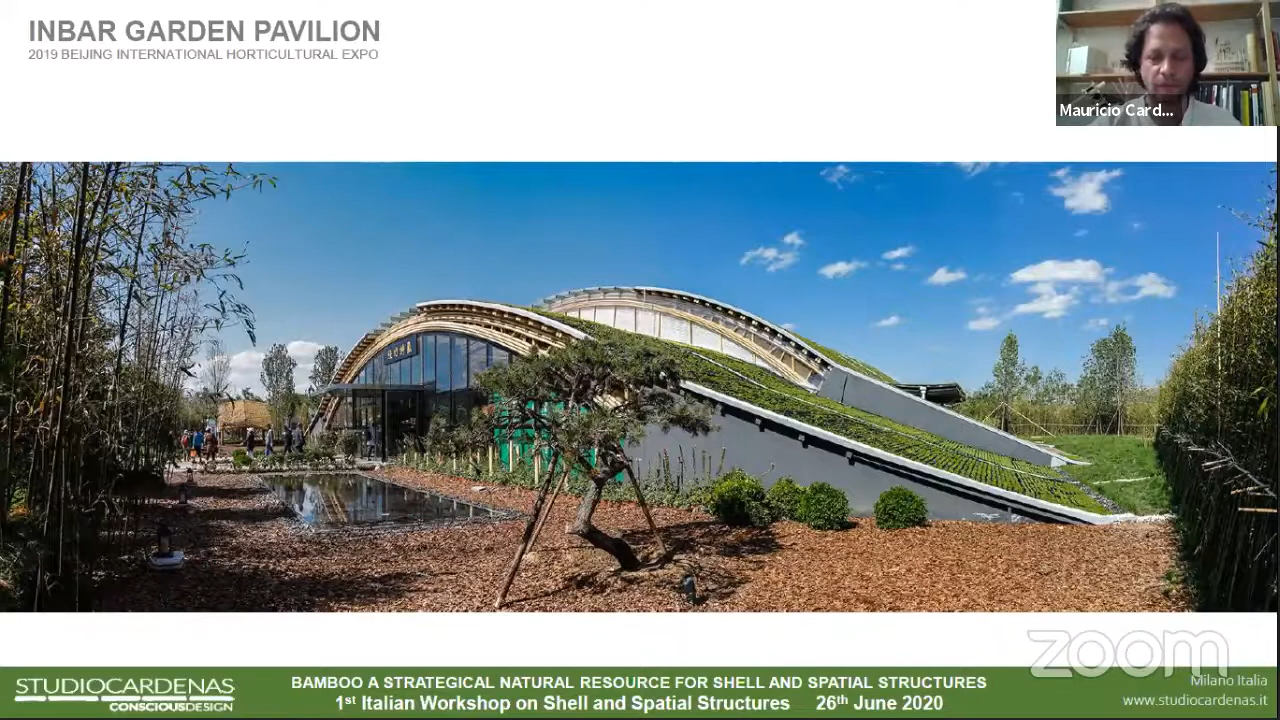 INBAR GARDEN PAVILION
2019 BEIJING INTERNATIONAL HORTICULTURAL EXPO
Mauricio Card...
zoom
STUDIOCARDENAS
CONSCIOUSDESIGN
BAMBOO A STRATEGICAL NATURAL RESOURCE FOR SHELL AND SPATIAL STRUCTURES
1st Italian Workshop on Shell and Spatial Structures 26th June 2020
Milano Italia
www.studiocardenas.it